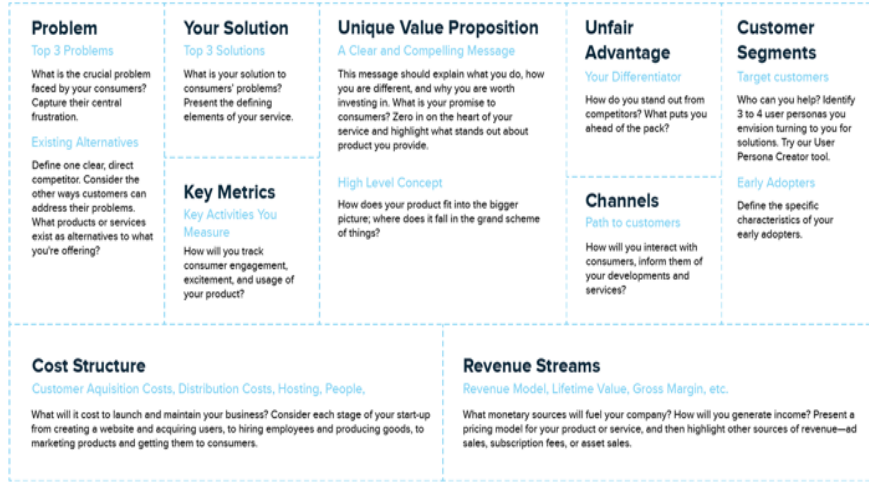 Problem
Top 3 Problems
What is the crucial problem
faced by your consumers?
Capture their central
frustration.
Existing Alternatives
Define one clear, direct
competitor. Consider the
other ways customers can
address their problems.
What products or services
exist as alternatives to what
you're offering?
Your Solution
Top 3 Solutions
What is your solution to
consumers' problems?
Present the defining
elements of your service.
Key Metrics
Key Activities You
Measure
How will you track
consumer engagement,
excitement, and usage of
your product?
Unique Value Proposition
A Clear and Compelling Message
This message should explain what you do, how
you are different, and why you are worth
investing in. What is your promise to
consumers? Zero in on the heart of your
service and highlight what stands out about
product you provide.
High Level Concept
How does your product fit into the bigger
picture; where does it fall in the grand scheme
of things?
Unfair
Advantage
Your Differentiator
How do you stand out from
competitors? What puts you
ahead of the pack?
Channels
Path to customers
How will you interact with
consumers, inform them of
your developments and
services?
Customer
Segments
Target customers
Who can you help? Identify
3 to 4 user personas you
envision turning to you for
solutions. Try our User
Persona Creator tool.
Early Adopters
Define the specific
characteristics of your
early adopters.
Cost Structure
Customer Aquisition Costs, Distribution Costs, Hosting, People,
What will it cost to launch and maintain your business? Consider each stage of your start-up
from creating a website and acquiring users, to hiring employees and producing goods, to
marketing products and getting them to consumers.
Revenue Streams
Revenue Model, Lifetime Value, Gross Margin, etc.
What monetary sources will fuel your company? How will you generate income? Present a
pricing model for your product or service, and then highlight other sources of revenue—ad
sales, subscription fees, or asset sales.